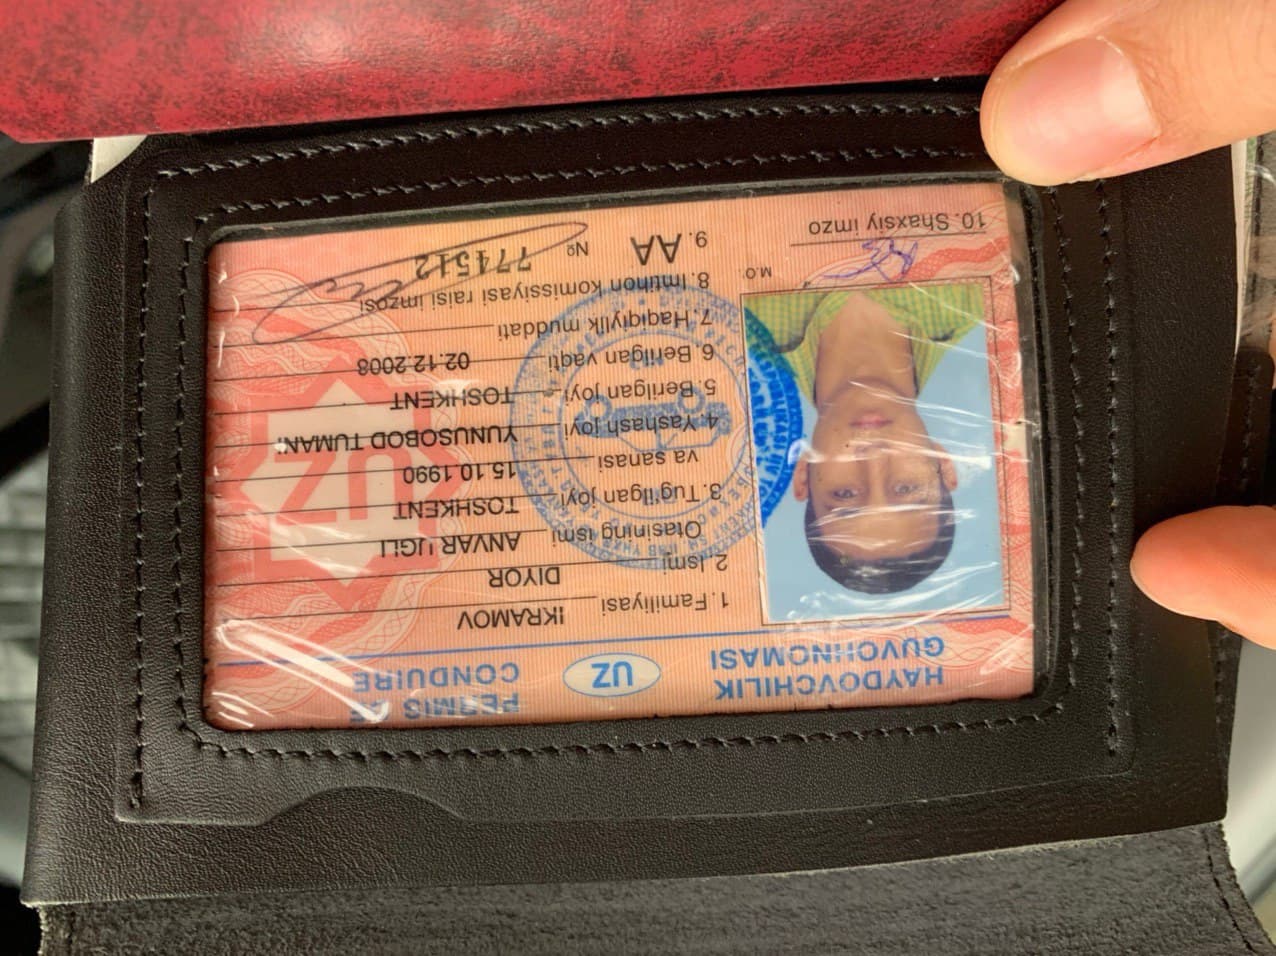 HAYDOVCHILIK
GUVOHNOMASI
UZ
PERMIS DE
CONDUIRE
1. Familiyasi IKRAMOV
2. Ismi DIYOR
Otasining ismi ANVAR UGLI
3. Tug'ilgan joyi TOSHKENT
va sanasi 15.10.1990
4. Yashash joyi YUNUSOBOD TUMANI
5. Berilgan joyi TOSHKENT
6. Berilgan vaqti 02.12.2008
7. Haqiqiylik muddati
8. Imtihon komissiyasi raisi imzosi
9. AA № 774512
M.O'.
10. Shaxsiy imzo
UZ